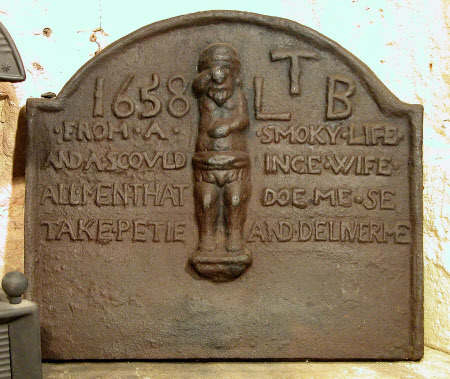 T
1658 L B
·FROM·A· ·SMOKY·LIFE·
AND·A·SCOVLD INGE·WIFE·
ALL·MEN·THAT DOE·ME·SE
TAKE·PETIE AND·DELIVER·ME